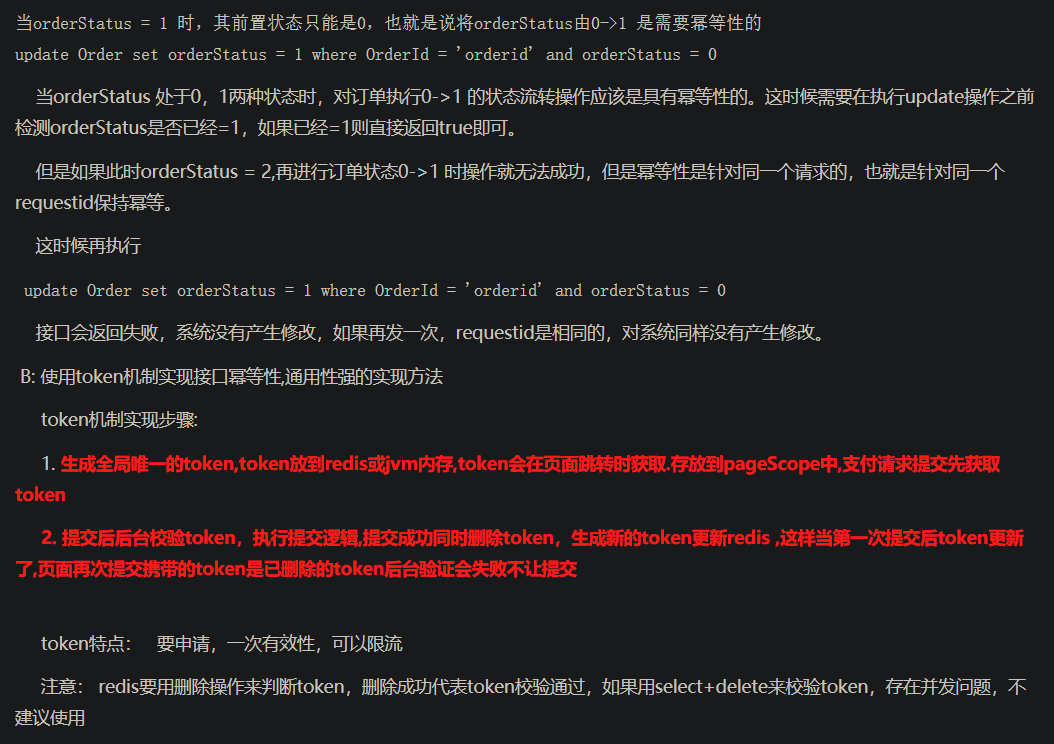 当orderStatus = 1 时，其前置状态只能是0，也就是说将orderStatus由0->1 是需要幂等性的
update Order set orderStatus = 1 where OrderId = 'orderid' and orderStatus = 0
当orderStatus 处于0，1两种状态时，对订单执行0->1 的状态流转操作应该是具有幂等性的。这时候需要在执行update操作之前
检测orderStatus是否已经=1，如果已经=1则直接返回true即可。
但是如果此时orderStatus = 2,再进行订单状态0->1 时操作就无法成功，但是幂等性是针对同一个请求的，也就是针对同一个
requestid保持幂等。
这时候再执行
update Order set orderStatus = 1 where OrderId = 'orderid' and orderStatus = 0
接口会返回失败，系统没有产生修改，如果再发一次，requestid是相同的，对系统同样没有产生修改。
B: 使用token机制实现接口幂等性,通用性强的实现方法
token机制实现步骤:
1. 生成全局唯一的token,token放到redis或jvm内存,token会在页面跳转时获取.存放到pageScope中,支付请求提交先获取
token
2. 提交后后台校验token，执行提交逻辑,提交成功同时删除token，生成新的token更新redis ,这样当第一次提交后token更新
了,页面再次提交携带的token是已删除的token后台验证会失败不让提交
token特点： 要申请，一次有效性，可以限流
注意： redis要用删除操作来判断token，删除成功代表token校验通过，如果用select+delete来校验token，存在并发问题，不
建议使用